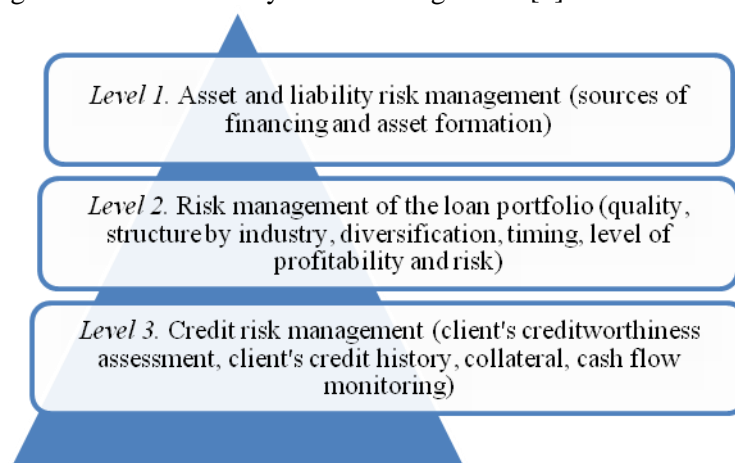 Level 1. Asset and liability risk management (sources of
financing and asset formation)
Level 2. Risk management of the loan portfolio (quality,
structure by industry, diversification, timing, level of
profitability and risk)
Level 3. Credit risk management (client's creditworthiness
assessment, client's credit history, collateral, cash flow
monitoring)